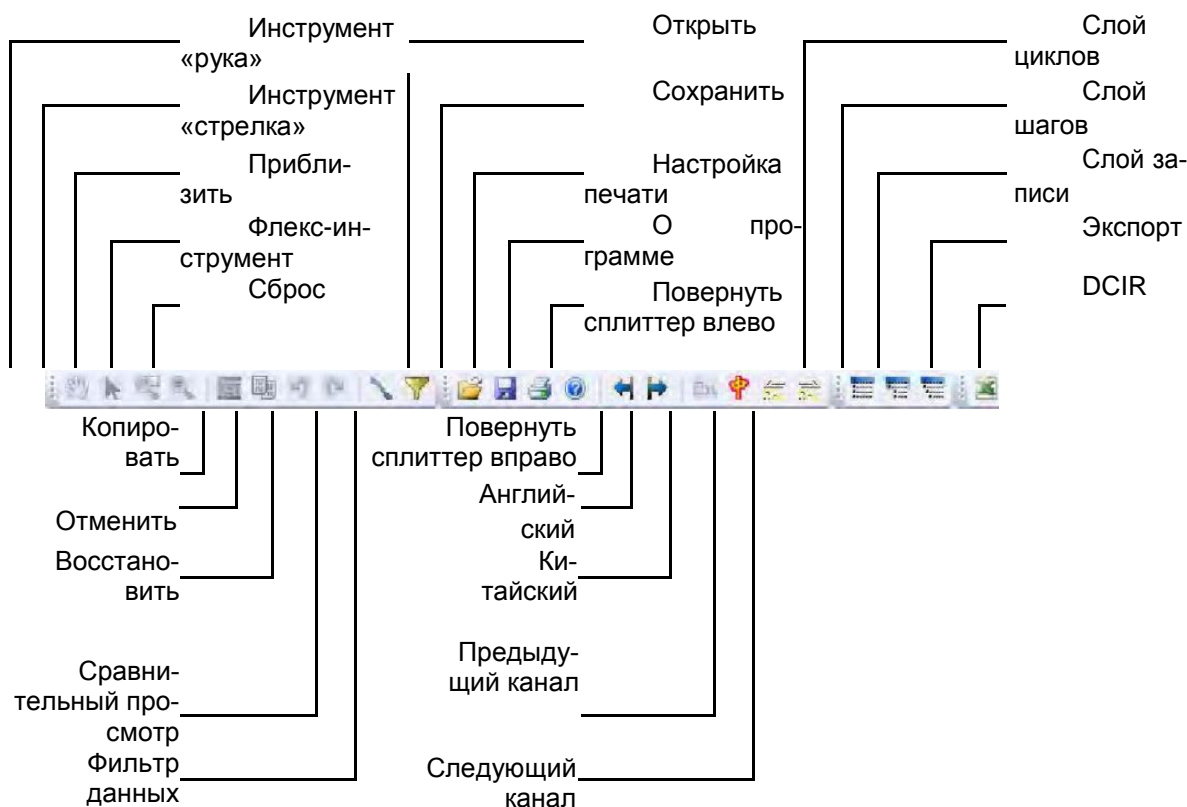 Инструмент
«рука»
Инструмент
«стрелка»
Прибли-
зить
Флекс-ин-
струмент
Сброс
Открыть
Сохранить
Настройка
печати
О про-
грамме
Повернуть
сплиттер влево
Слой
циклов
Слой
шагов
Слой за-
писи
Экспорт
DCIR
Копиро-
вать
Отменить
Восстано-
вить
Сравни-
тельный про-
смотр
Фильтр
данных
Повернуть
сплиттер вправо
Англий-
ский
Ки-
тайский
Предыду-
щий канал
Следующий
канал